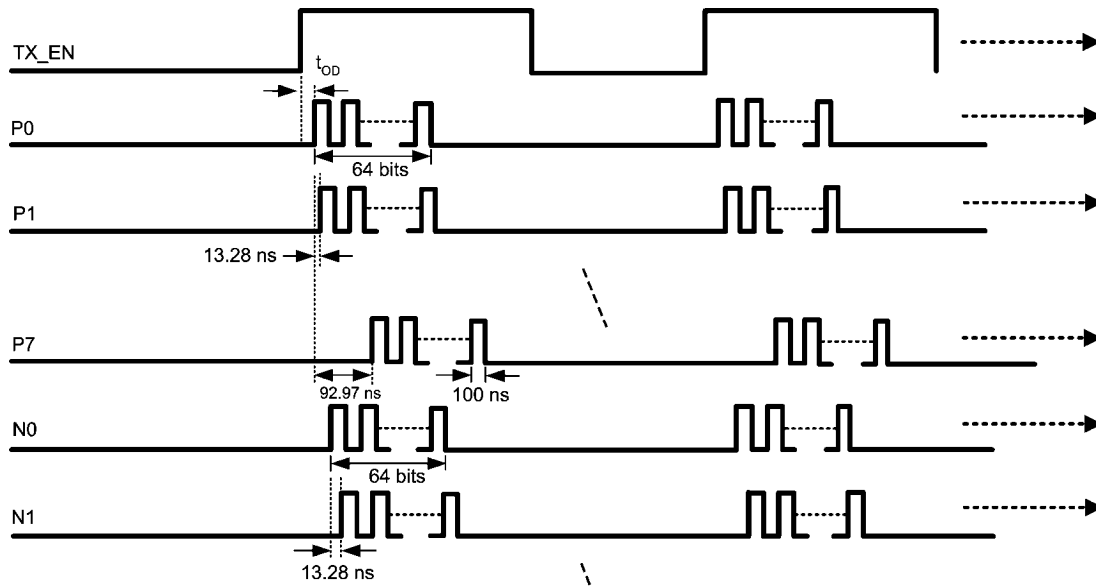 TX_EN
tOD
P0
64 bits
P1
13.28 ns
P7
92.97 ns
100 ns
N0
64 bits
N1
13.28 ns